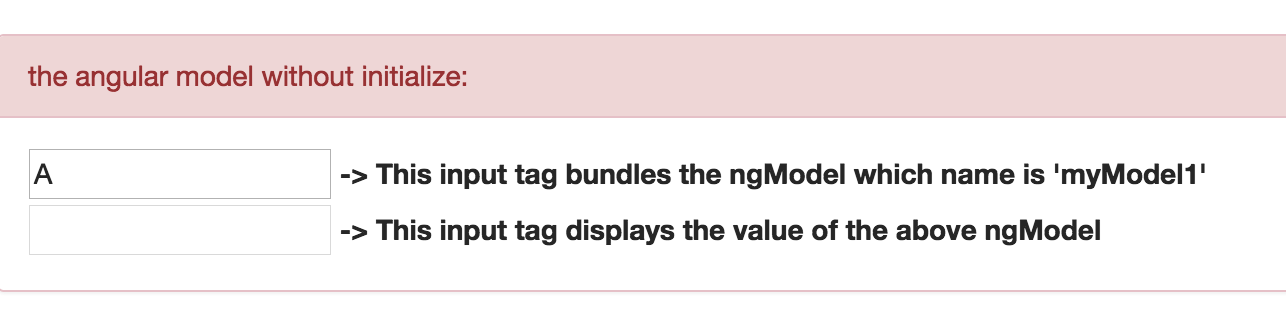 the angular model without initialize:
A -> This input tag bundles the ngModel which name is 'myModel1'
-> This input tag displays the value of the above ngModel